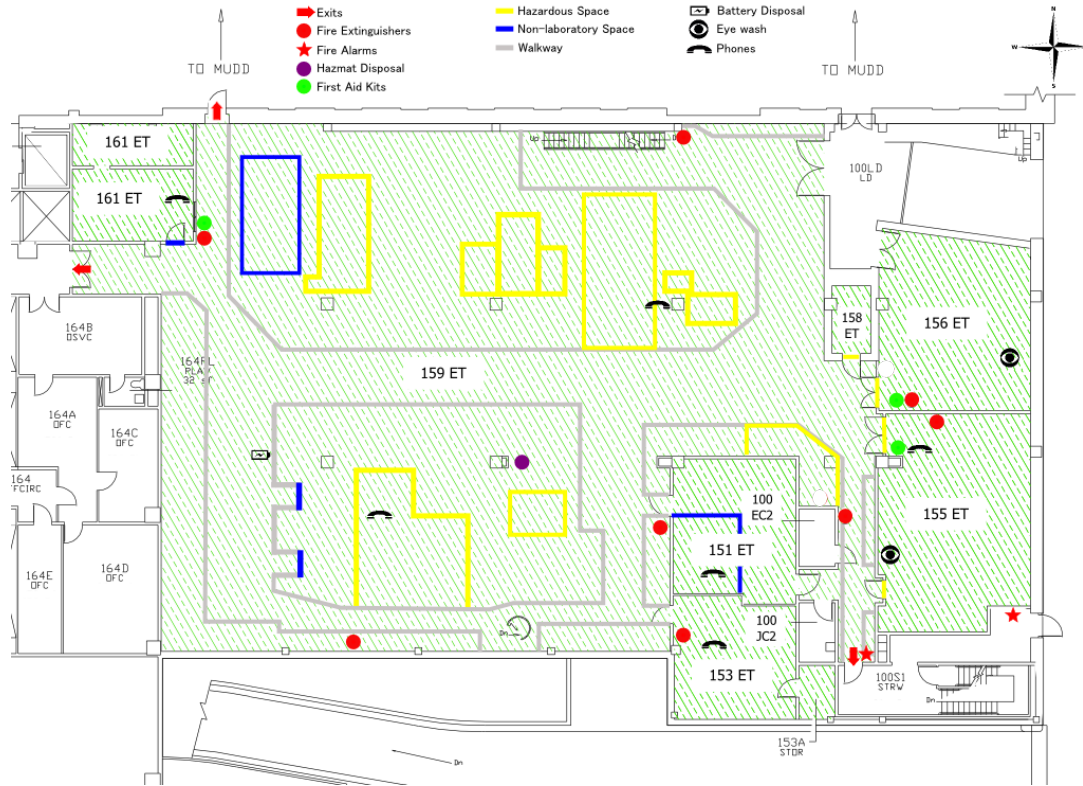 Exits
Fire Extinguishers
Fire Alarms
Hazmat Disposal
First Aid Kits
Hazardous Space
Non-laboratory Space
Walkway
Battery Disposal
Eye wash
Phones
N
W
E
S
TO MUDD
TO MUDD
161 ET
161 ET
Up
100LD
LD
Up
164B
OSVC
158
ET
156 ET
164PL
PLAY
159 ET
164A
OFC
164C
OFC
164
100
EC2
155 ET
151 ET
164E
OFC
164D
OFC
100
JC2
Dn
153 ET
100S1
STRW
Dn
153A
STOR
Dn